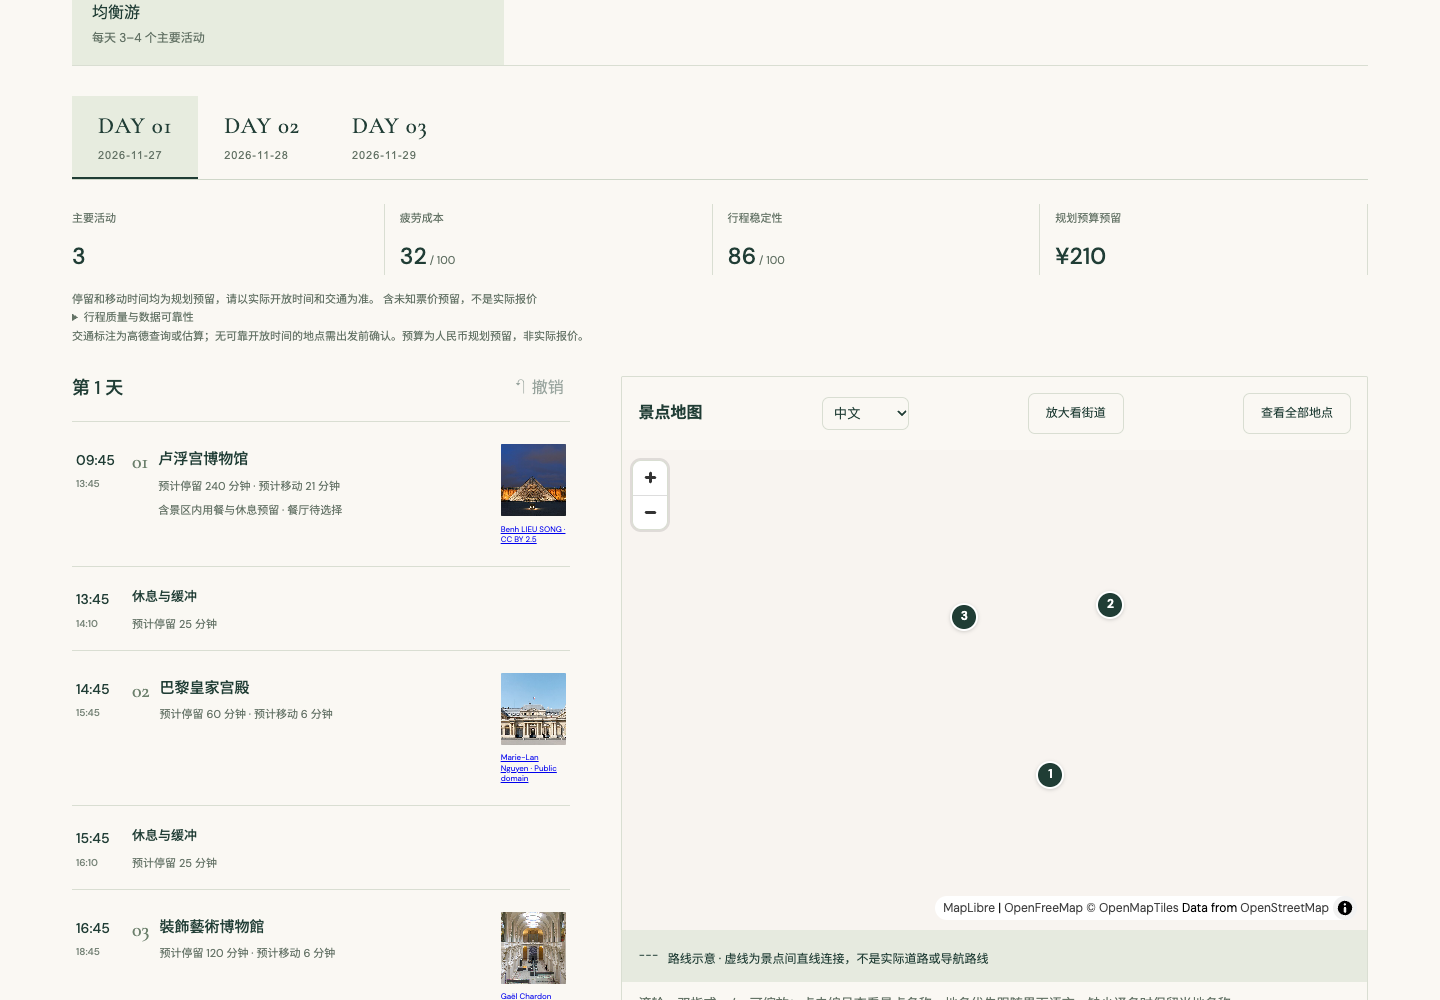 均衡游
每天 3–4 个主要活动
DAY 01
2026-11-27
DAY 02
2026-11-28
DAY 03
2026-11-29
主要活动
3
疲劳成本
32 / 100
行程稳定性
86 / 100
规划预算预留
¥210
停留和移动时间均为规划预留，请以实际开放时间和交通为准。 含未知票价预留，不是实际报价
行程质量与数据可靠性
交通标注为高德查询或估算；无可靠开放时间的地点需出发前确认。预算为人民币规划预留，非实际报价。
第 1 天
撤销
09:45
13:45
01
卢浮宫博物馆
预计停留 240 分钟 · 预计移动 21 分钟
含景区内用餐与休息预留 · 餐厅待选择
Benh LIEU SONG ·
CC BY 2.5
13:45
14:10
休息与缓冲
预计停留 25 分钟
14:45
15:45
02
巴黎皇家宫殿
预计停留 60 分钟 · 预计移动 6 分钟
Marie-Lan
Nguyen · Public
domain
15:45
16:10
休息与缓冲
预计停留 25 分钟
16:45
18:45
03
裝飾藝術博物館
预计停留 120 分钟 · 预计移动 6 分钟
Gaël Chardon
景点地图
中文
放大看街道
查看全部地点
+
−
3
2
1
MapLibre | OpenFreeMap © OpenMapTiles Data from OpenStreetMap
--- 路线示意 · 虚线为景点间直线连接，不是实际道路或导航路线